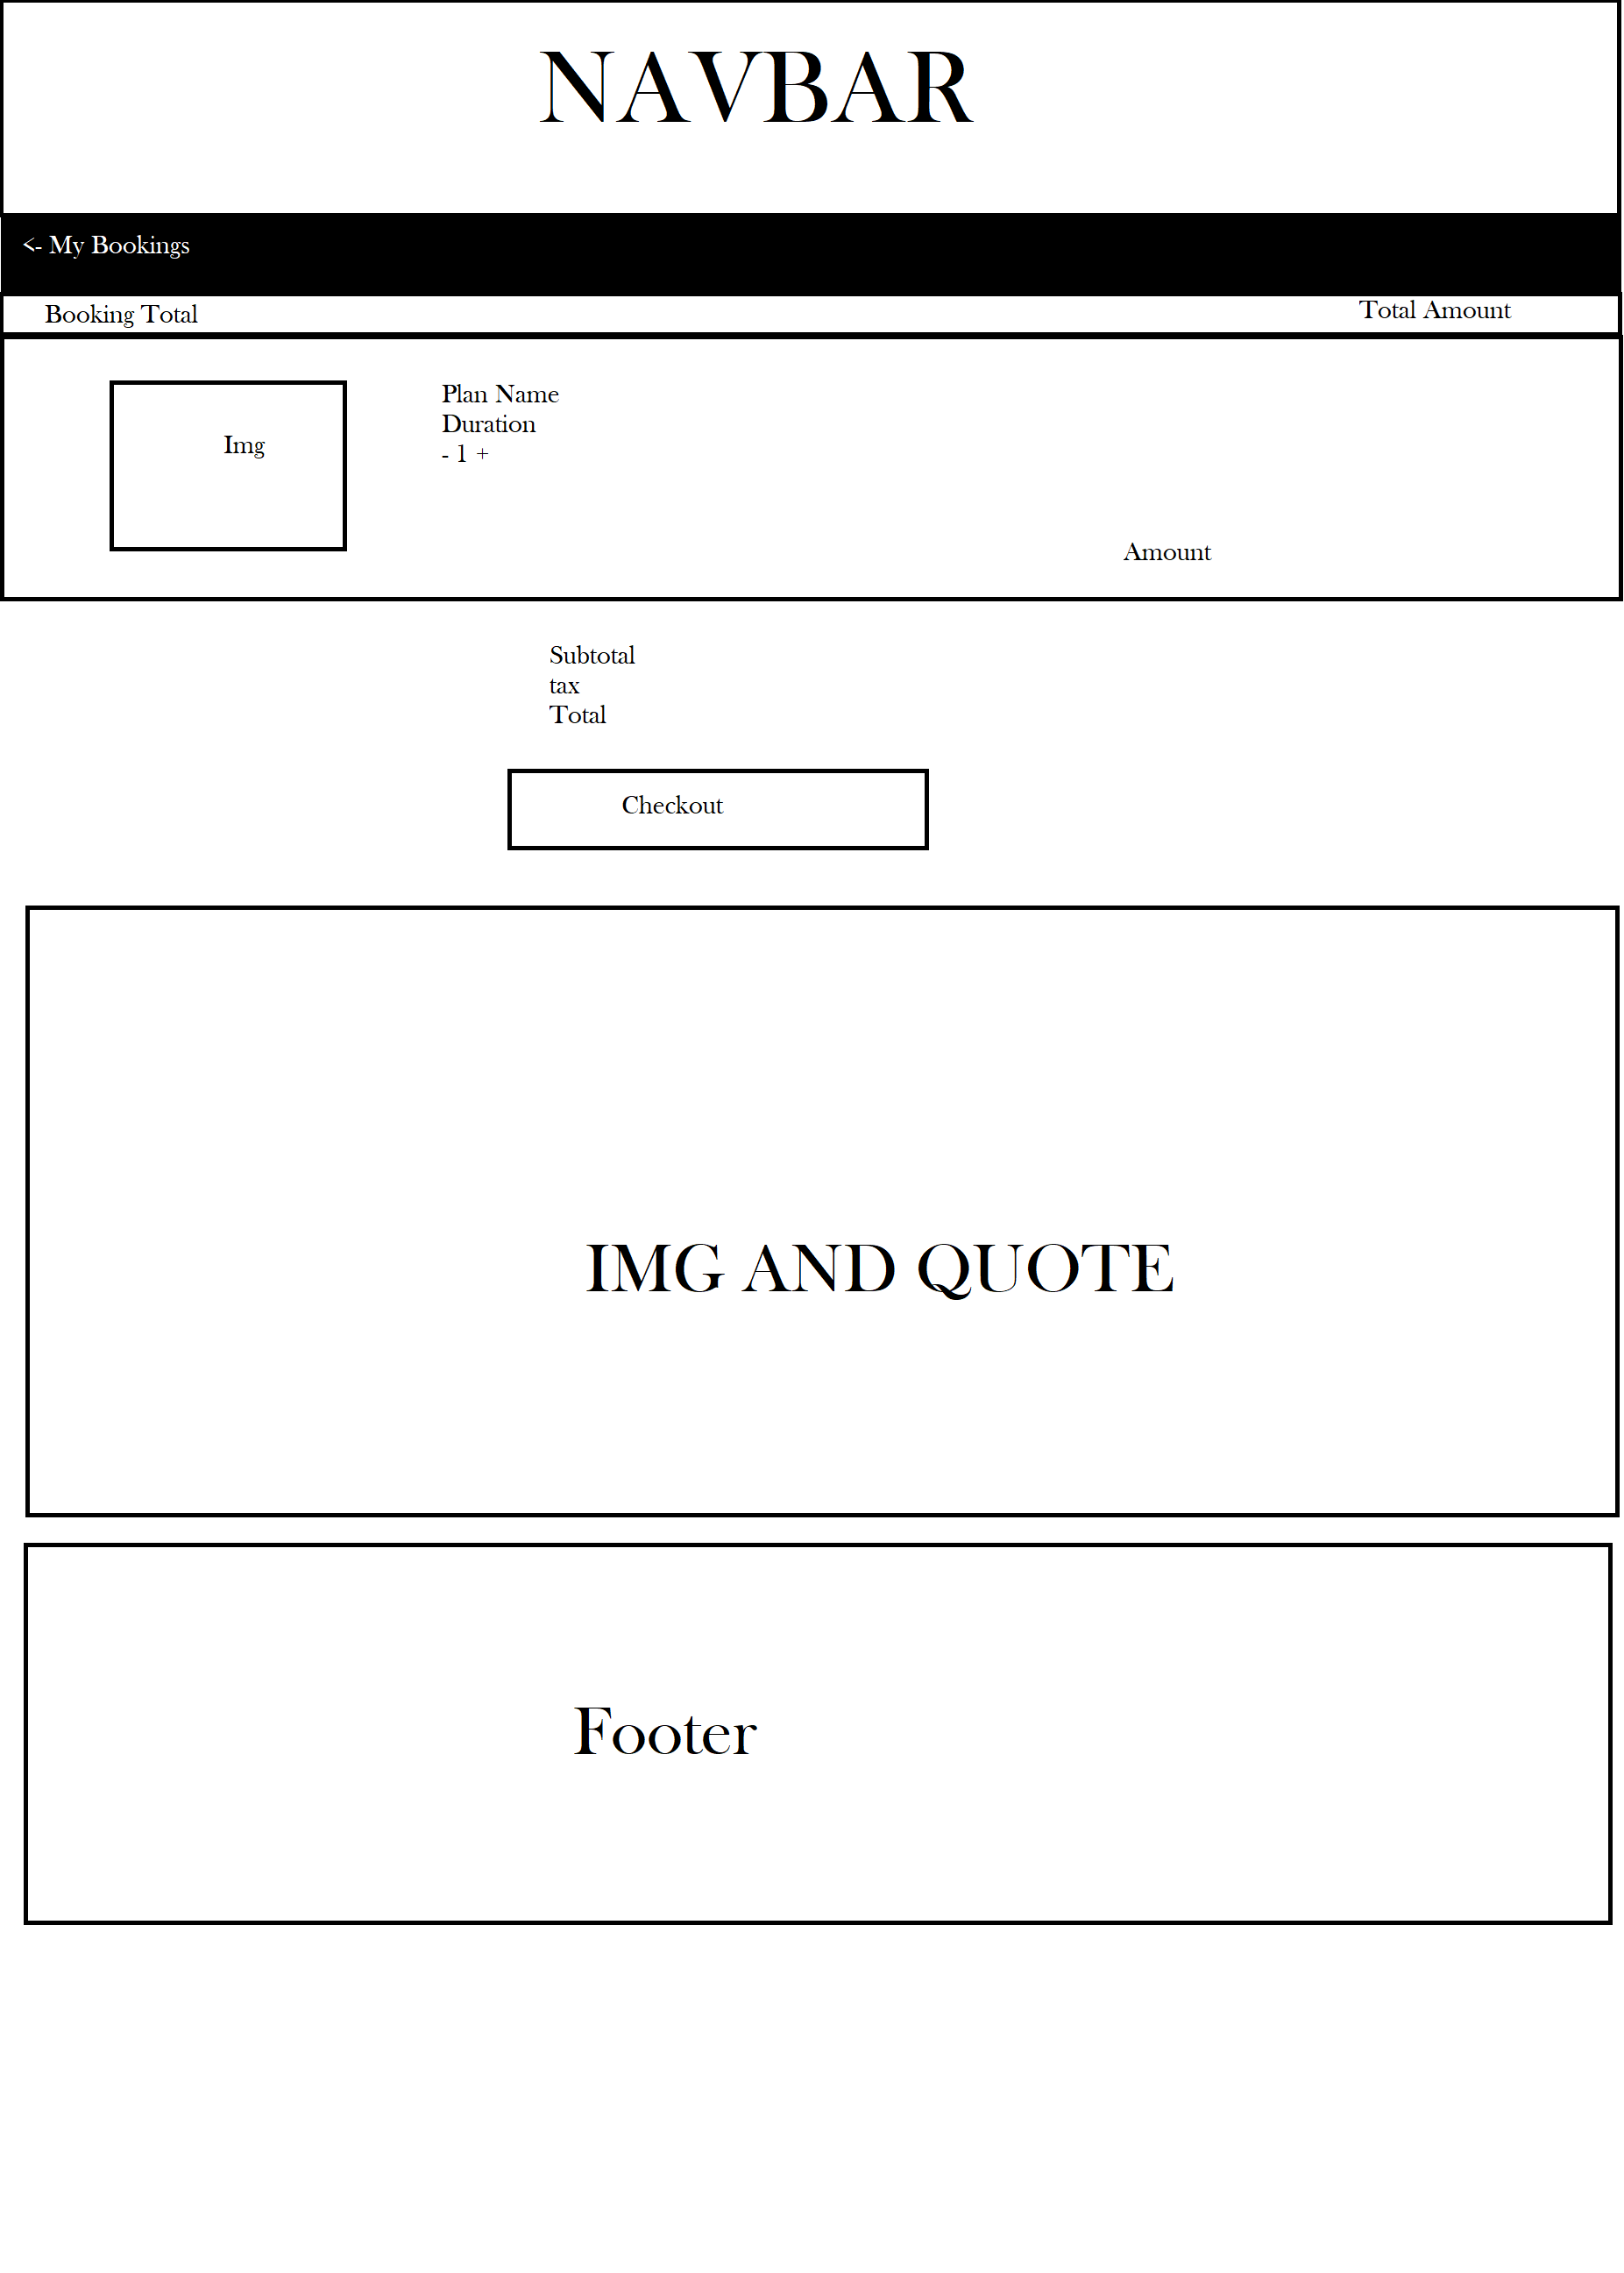 NAVBAR
<- My Bookings
Booking Total
Total Amount
Img
Plan Name
Duration
- 1 +
Amount
Subtotal
tax
Total
Checkout
IMG AND QUOTE
Footer